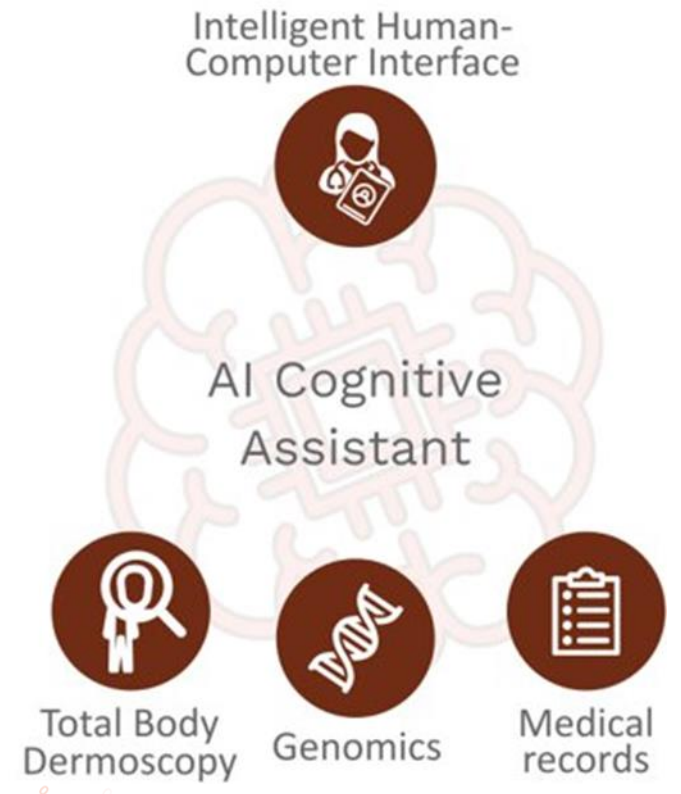 Intelligent Human-
Computer Interface
AI Cognitive
Assistant
Total Body
Dermoscopy
Genomics
Medical
records